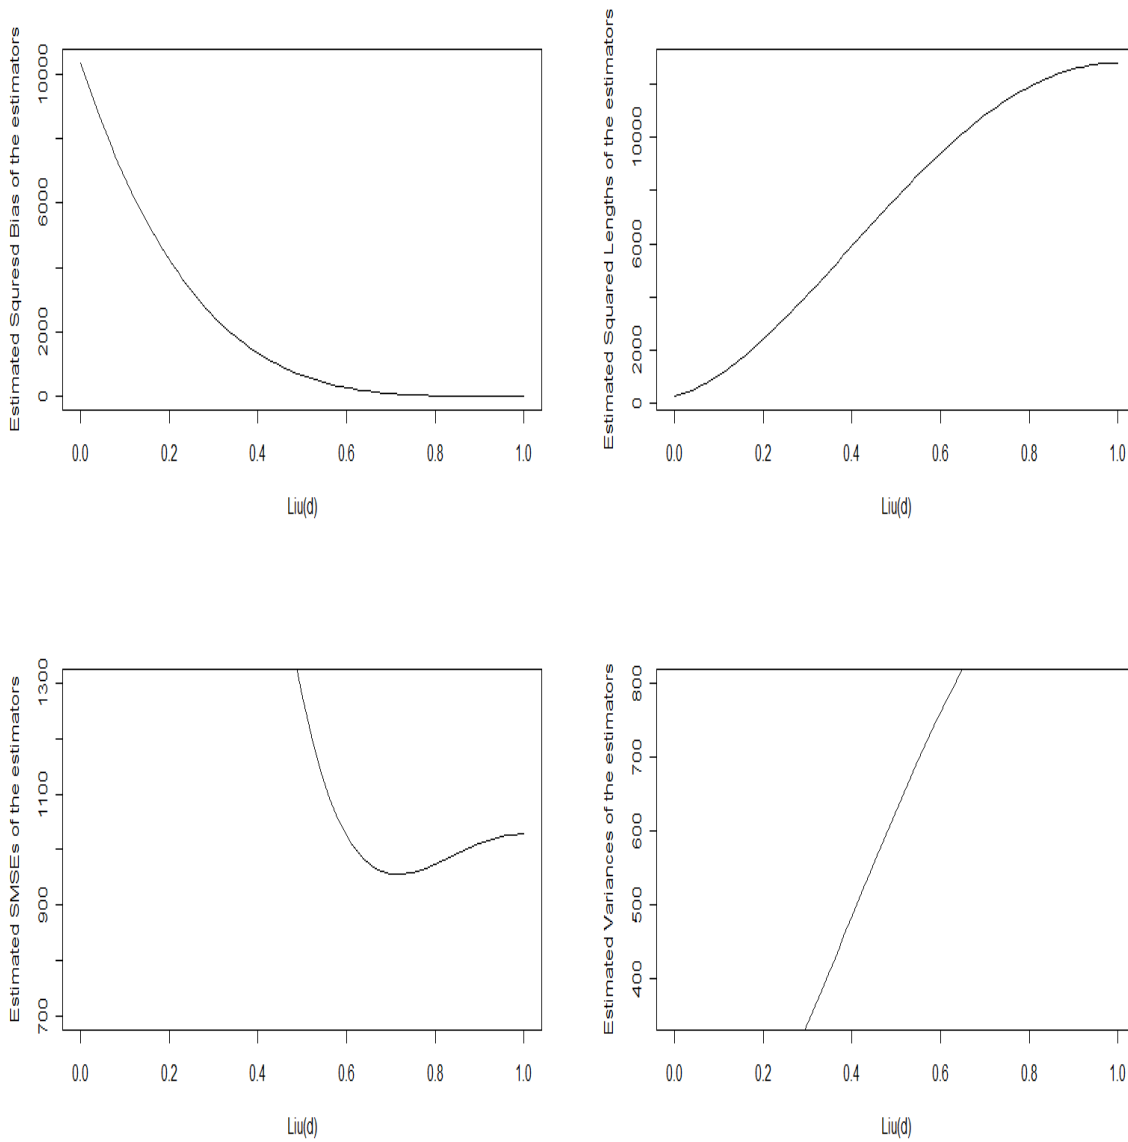 Estimated Squresd Bias of the estimators
0 2000 6000 10000
0.0 0.2 0.4 0.6 0.8 1.0
Liu(d)
Estimated Squared Lengths of the estimators
0 2000 6000 10000
0.0 0.2 0.4 0.6 0.8 1.0
Liu(d)
Estimated SMSEs of the estimators
700 900 1100 1300
0.0 0.2 0.4 0.6 0.8 1.0
Liu(d)
Estimated Variances of the estimators
400 500 600 700 800
0.0 0.2 0.4 0.6 0.8 1.0
Liu(d)